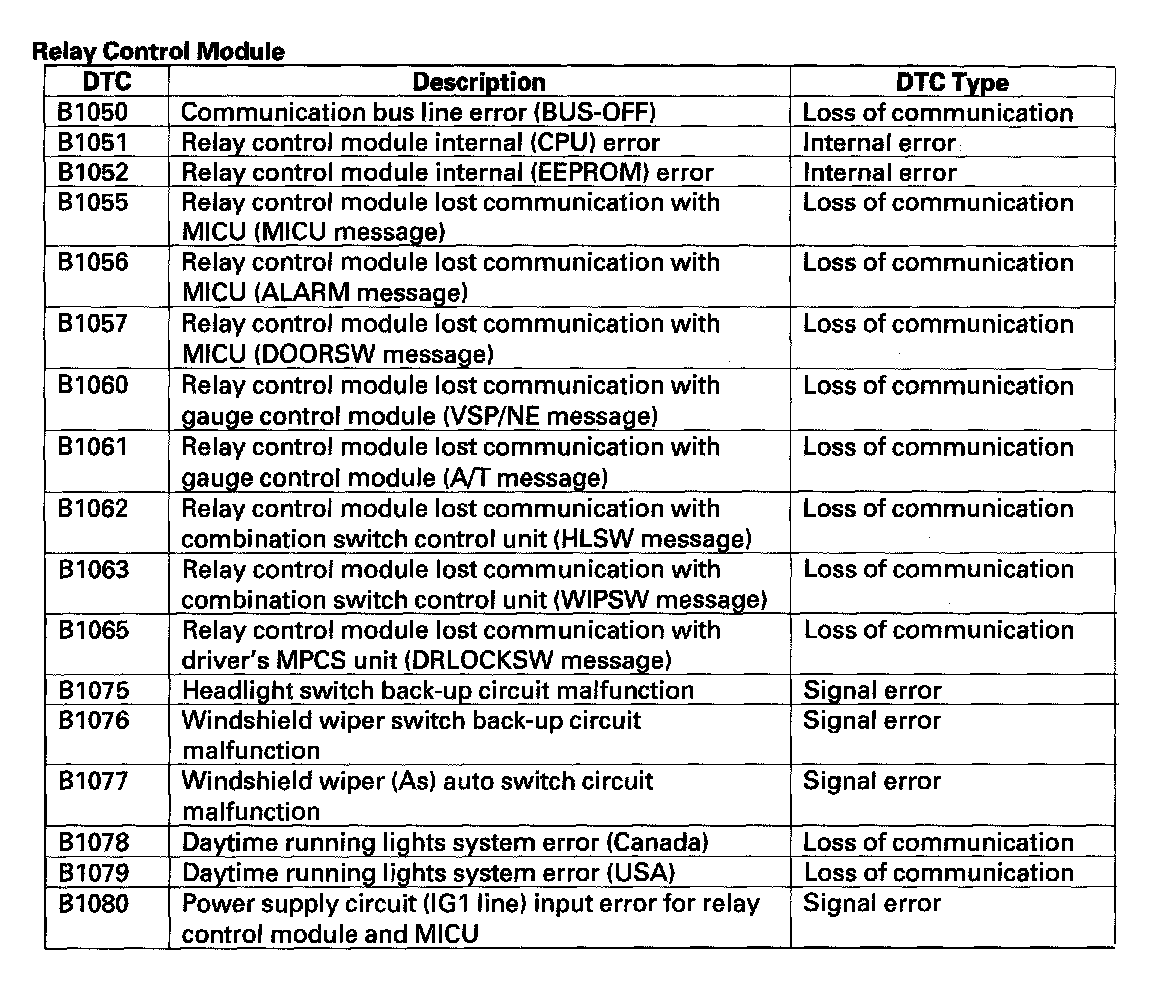 Relay Control Module
DTC Description DTC Type
B1050 Communication bus line error (BUS-OFF) Loss of communication
B1051 Relay control module internal (CPU) error Internal error
B1052 Relay control module internal (EEPROM) error Internal error
B1055 Relay control module lost communication with Loss of communication
MICU (MICU message)
B1056 Relay control module lost communication with Loss of communication
MICU (ALARM message)
B1057 Relay control module lost communication with Loss of communication
MICU (DOORSW message)
B1060 Relay control module lost communication with Loss of communication
gauge control module (VSP/NE message)
B1061 Relay control module lost communication with Loss of communication
gauge control module (A/T message)
B1062 Relay control module lost communication with Loss of communication
combination switch control unit (HLSW message)
B1063 Relay control module lost communication with Loss of communication
combination switch control unit (WIPSW message)
B1065 Relay control module lost communication with Loss of communication
driver's MPCS unit (DRLOCKSW message)
B1075 Headlight switch back-up circuit malfunction Signal error
B1076 Windshield wiper switch back-up circuit Signal error
malfunction
B1077 Windshield wiper (As) auto switch circuit Signal error
malfunction
B1078 Daytime running lights system error (Canada) Loss of communication
B1079 Daytime running lights system error (USA) Loss of communication
B1080 Power supply circuit (IG1 line) input error for relay Signal error
control module and MICU